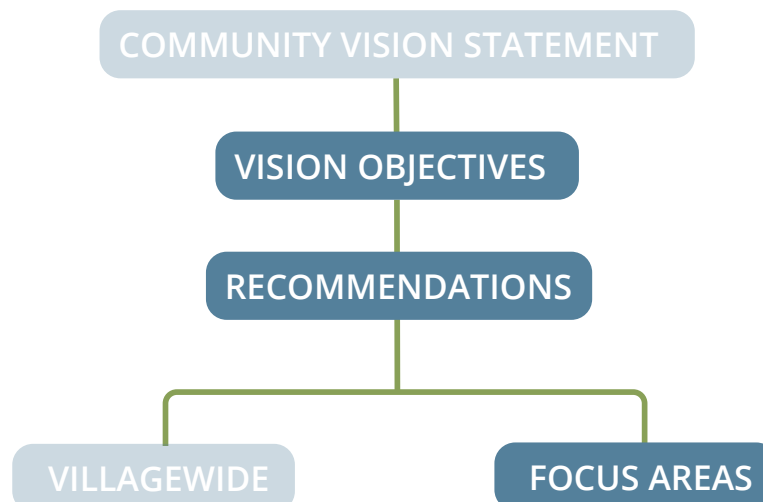 COMMUNITY VISION STATEMENT
VISION OBJECTIVES
RECOMMENDATIONS
VILLAGEWIDE
FOCUS AREAS